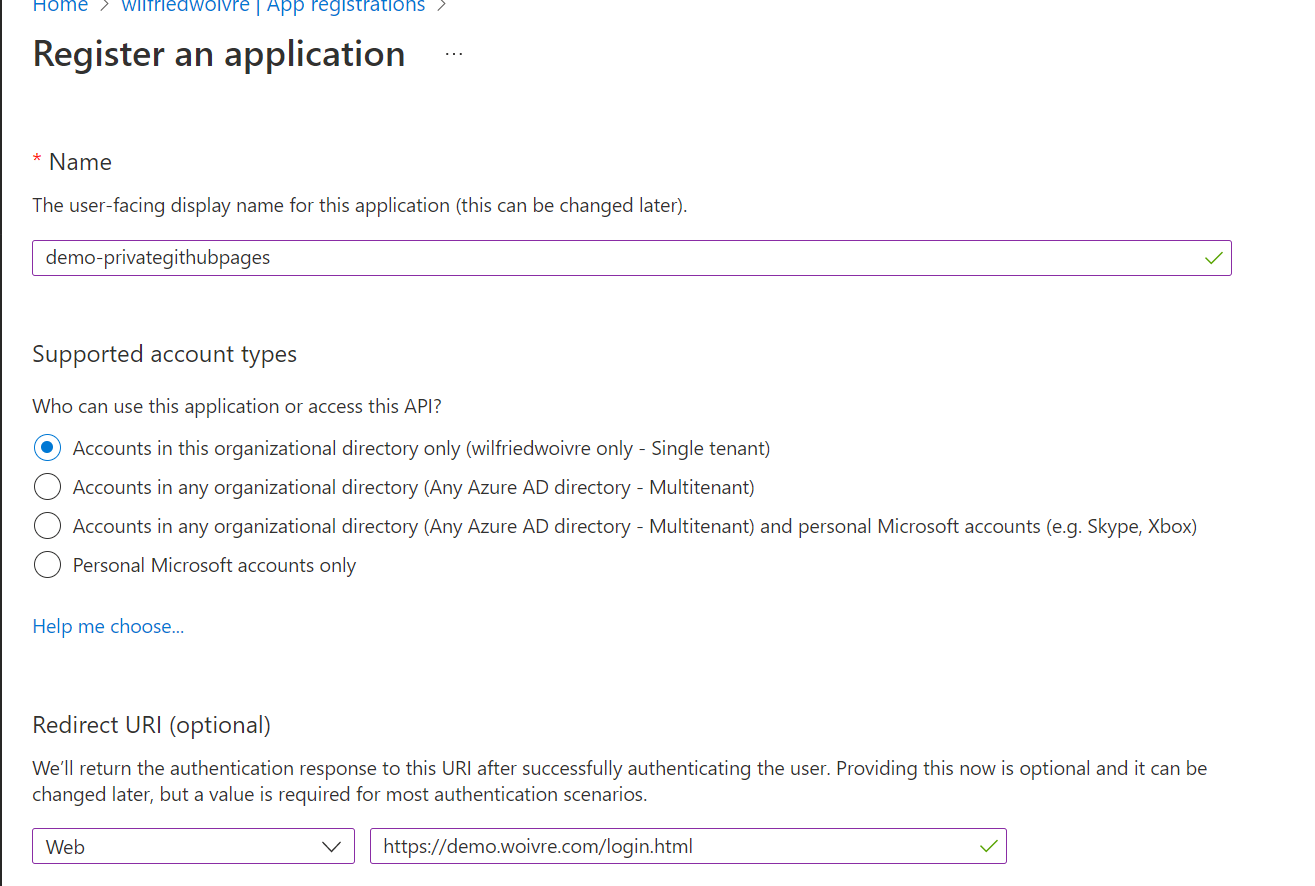 Home > wilfriedwoivre | App registrations >
Register an application ...
* Name
The user-facing display name for this application (this can be changed later).
demo-privategithubpages
Supported account types
Who can use this application or access this API?
Accounts in this organizational directory only (wilfriedwoivre only - Single tenant)
Accounts in any organizational directory (Any Azure AD directory - Multitenant)
Accounts in any organizational directory (Any Azure AD directory - Multitenant) and personal Microsoft accounts (e.g. Skype, Xbox)
Personal Microsoft accounts only
Help me choose...
Redirect URI (optional)
We’ll return the authentication response to this URI after successfully authenticating the user. Providing this now is optional and it can be
changed later, but a value is required for most authentication scenarios.
Web https://demo.woivre.com/login.html